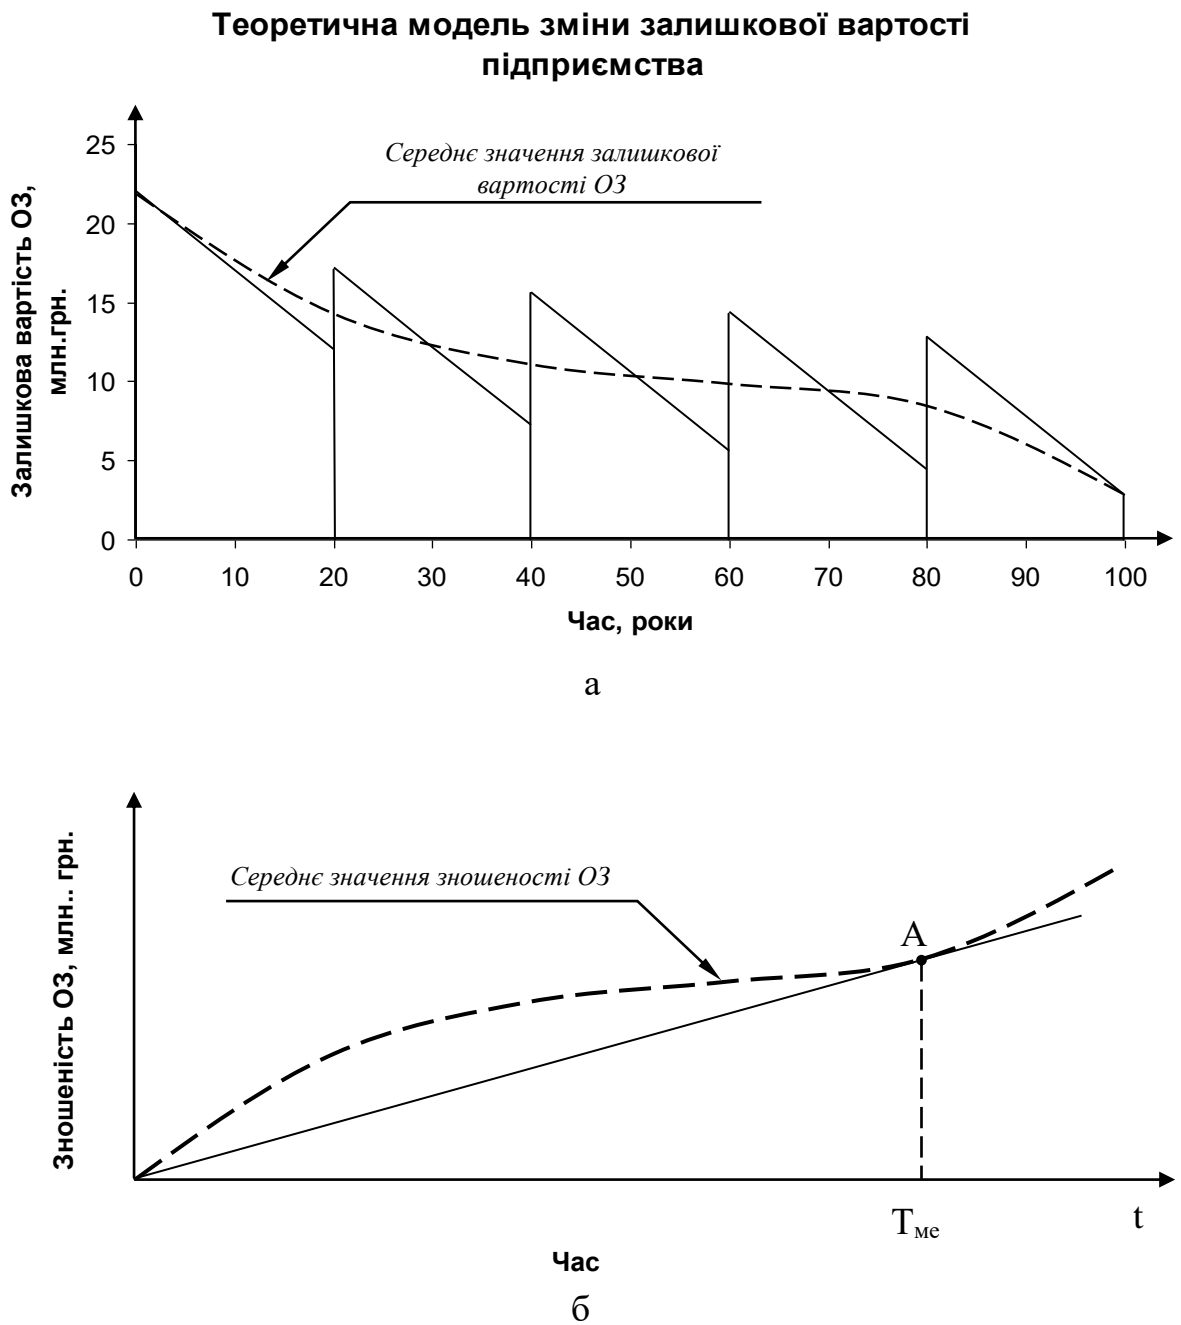 Теоретична модель зміни залишкової вартості
підприємства
Залишкова вартість ОЗ,
млн.грн.
25
20
15
10
5
0
Середнє значення залишкової
вартості ОЗ
0 10 20 30 40 50 60 70 80 90 100
Час, роки
а
Зношеність ОЗ, млн.. грн.
Середнє значення зношеності ОЗ
А
Тме
t
Час
б